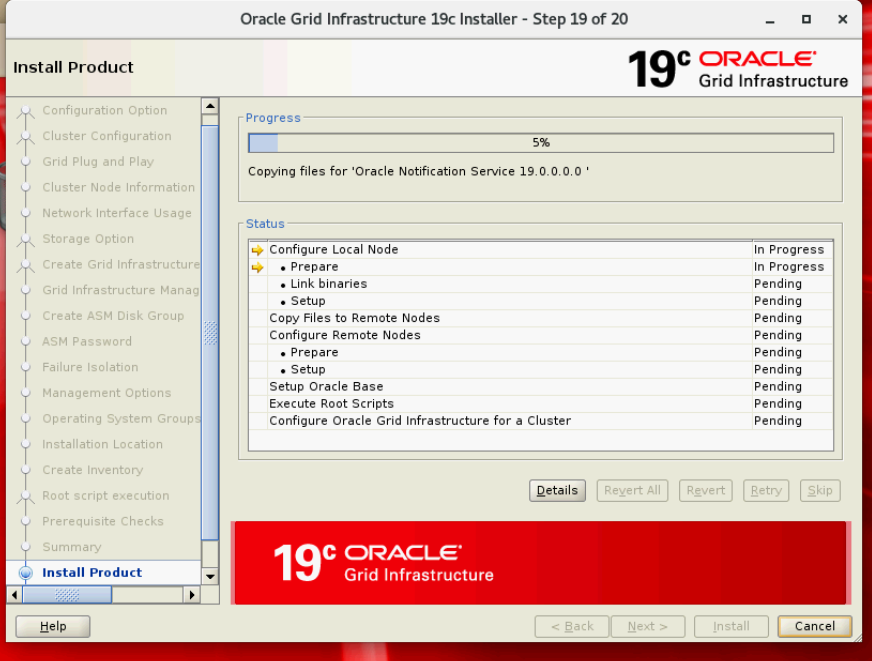 Oracle Grid Infrastructure 19c Installer - Step 19 of 20
Install Product
19c ORACLE
Grid Infrastructure
Configuration Option
Cluster Configuration
Grid Plug and Play
Cluster Node Information
Network Interface Usage
Storage Option
Create Grid Infrastructure
Grid Infrastructure Manag
Create ASM Disk Group
ASM Password
Failure Isolation
Management Options
Operating System Groups
Installation Location
Create Inventory
Root script execution
Prerequisite Checks
Summary
Install Product
Progress
5%
Copying files for 'Oracle Notification Service 19.0.0.0.0 '
Status
Configure Local Node In Progress
• Prepare In Progress
• Link binaries Pending
• Setup Pending
Copy Files to Remote Nodes Pending
Configure Remote Nodes Pending
• Prepare Pending
• Setup Pending
Setup Oracle Base Pending
Execute Root Scripts Pending
Configure Oracle Grid Infrastructure for a Cluster Pending
Details Revert All Revert Retry Skip
19c ORACLE
Grid Infrastructure
Help < Back Next > Install Cancel